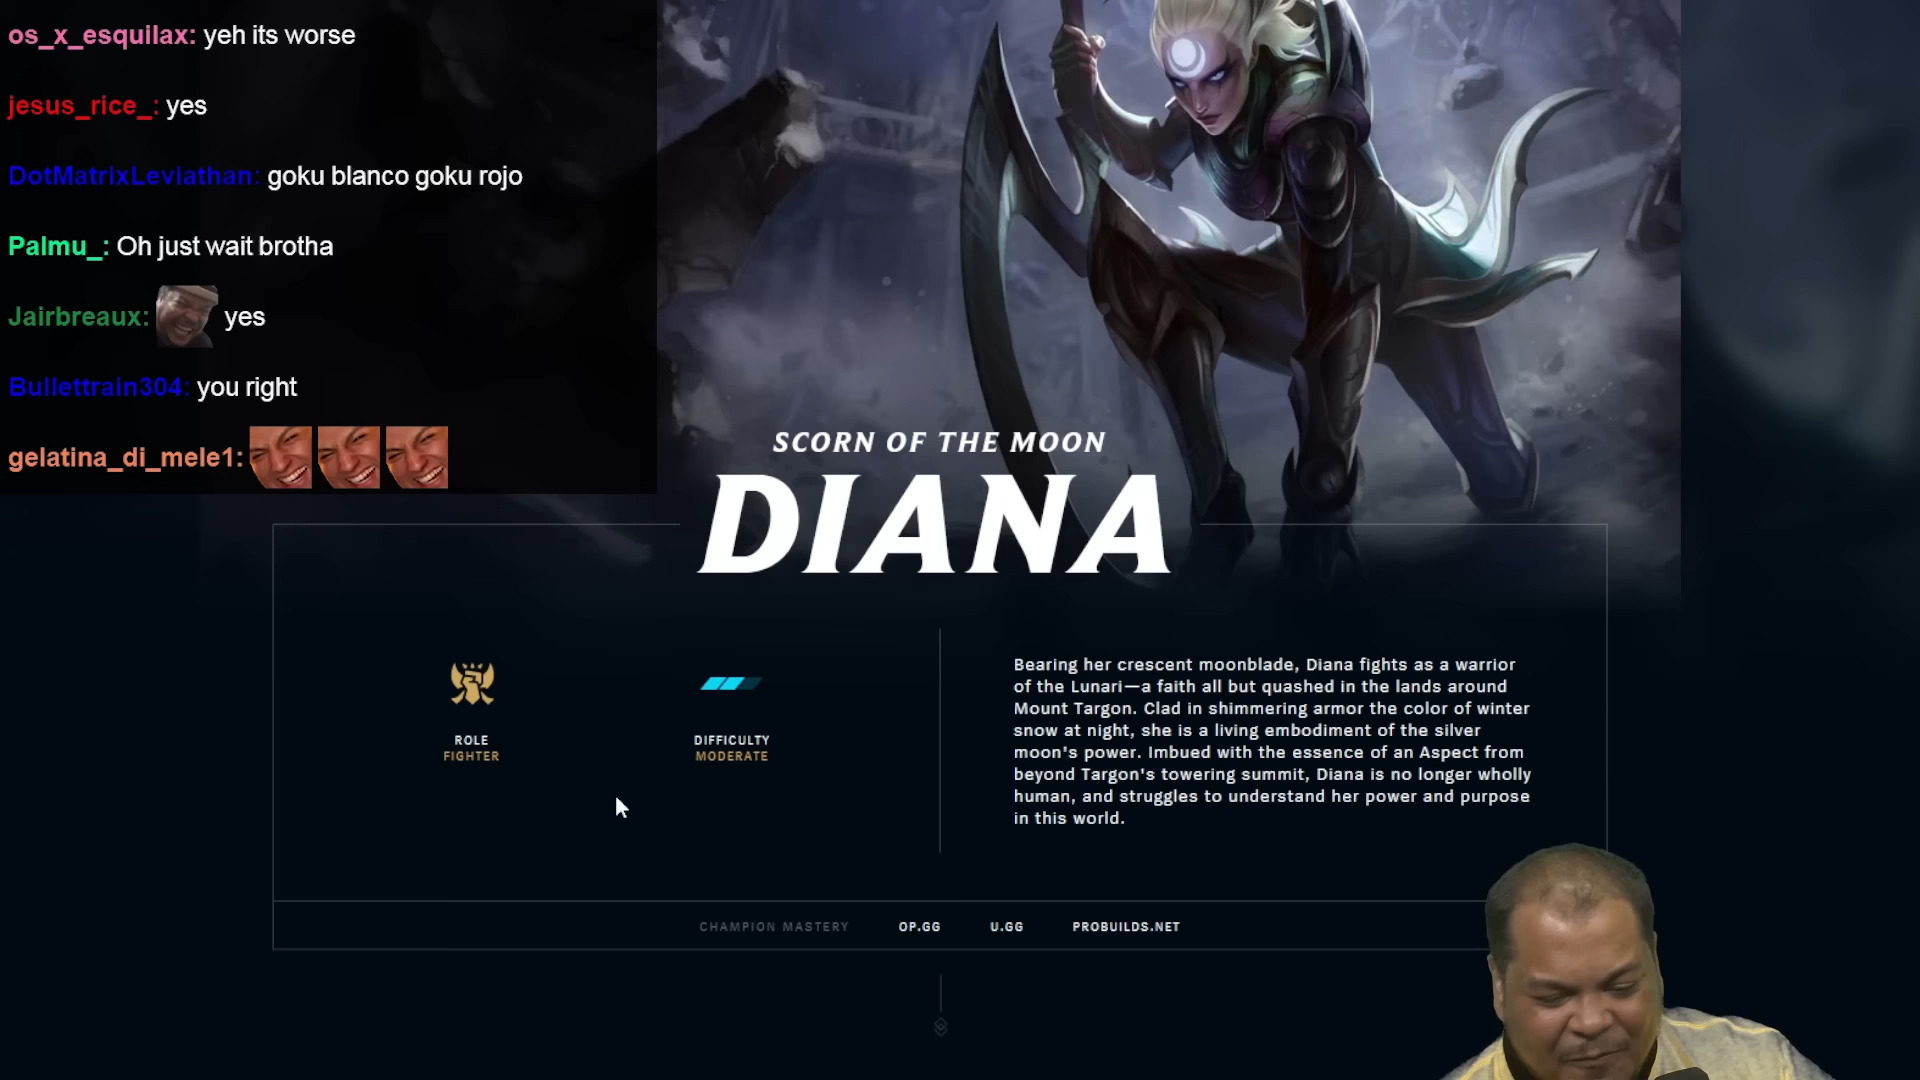 os_x_esquilax: yeh its worse
jesus_rice_: yes
DotMatrixLeviathan: goku blanco goku rojo
Palmu_: Oh just wait brotha
Jairbreaux: yes
Bullettrain304: you right
gelatina_di_mele1:
SCORN OF THE MOON
DIANA
ROLE
FIGHTER
DIFFICULTY
MODERATE
Bearing her crescent moonblade, Diana fights as a warrior
of the Lunari—a faith all but quashed in the lands around
Mount Targon. Clad in shimmering armor the color of winter
snow at night, she is a living embodiment of the silver
moon's power. Imbued with the essence of an Aspect from
beyond Targon's towering summit, Diana is no longer wholly
human, and struggles to understand her power and purpose
in this world.
CHAMPION MASTERY OP.GG U.GG PROBUILDS.NET